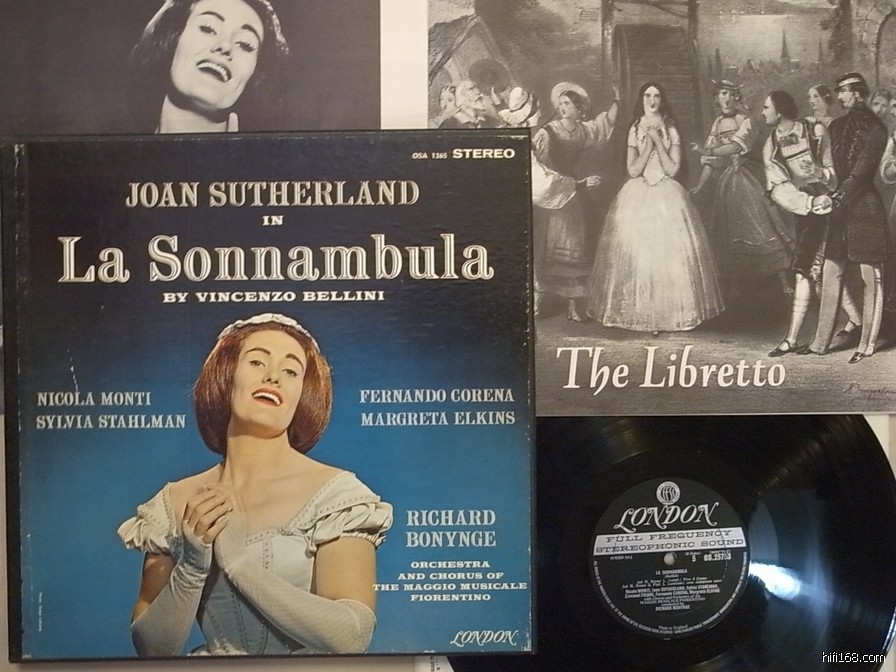 OSA 1365 STEREO
JOAN SUTHERLAND
IN
La Sonnambula
BY VINCENZO BELLINI
NICOLA MONTI
SYLVIA STAHLMAN
FERNANDO CORENA
MARGRETA ELKINS
RICHARD
BONYNGE
ORCHESTRA
AND CHORUS OF
THE MAGGIO MUSICALE
FIORENTINO
LONDON
The Libretto
LONDON
FULL FREQUENCY
STEREOPHONIC SOUND
5
LA SONNAMBULA
(Bellini)
RICHARD BONYNGE
Made in England
hifi168.com